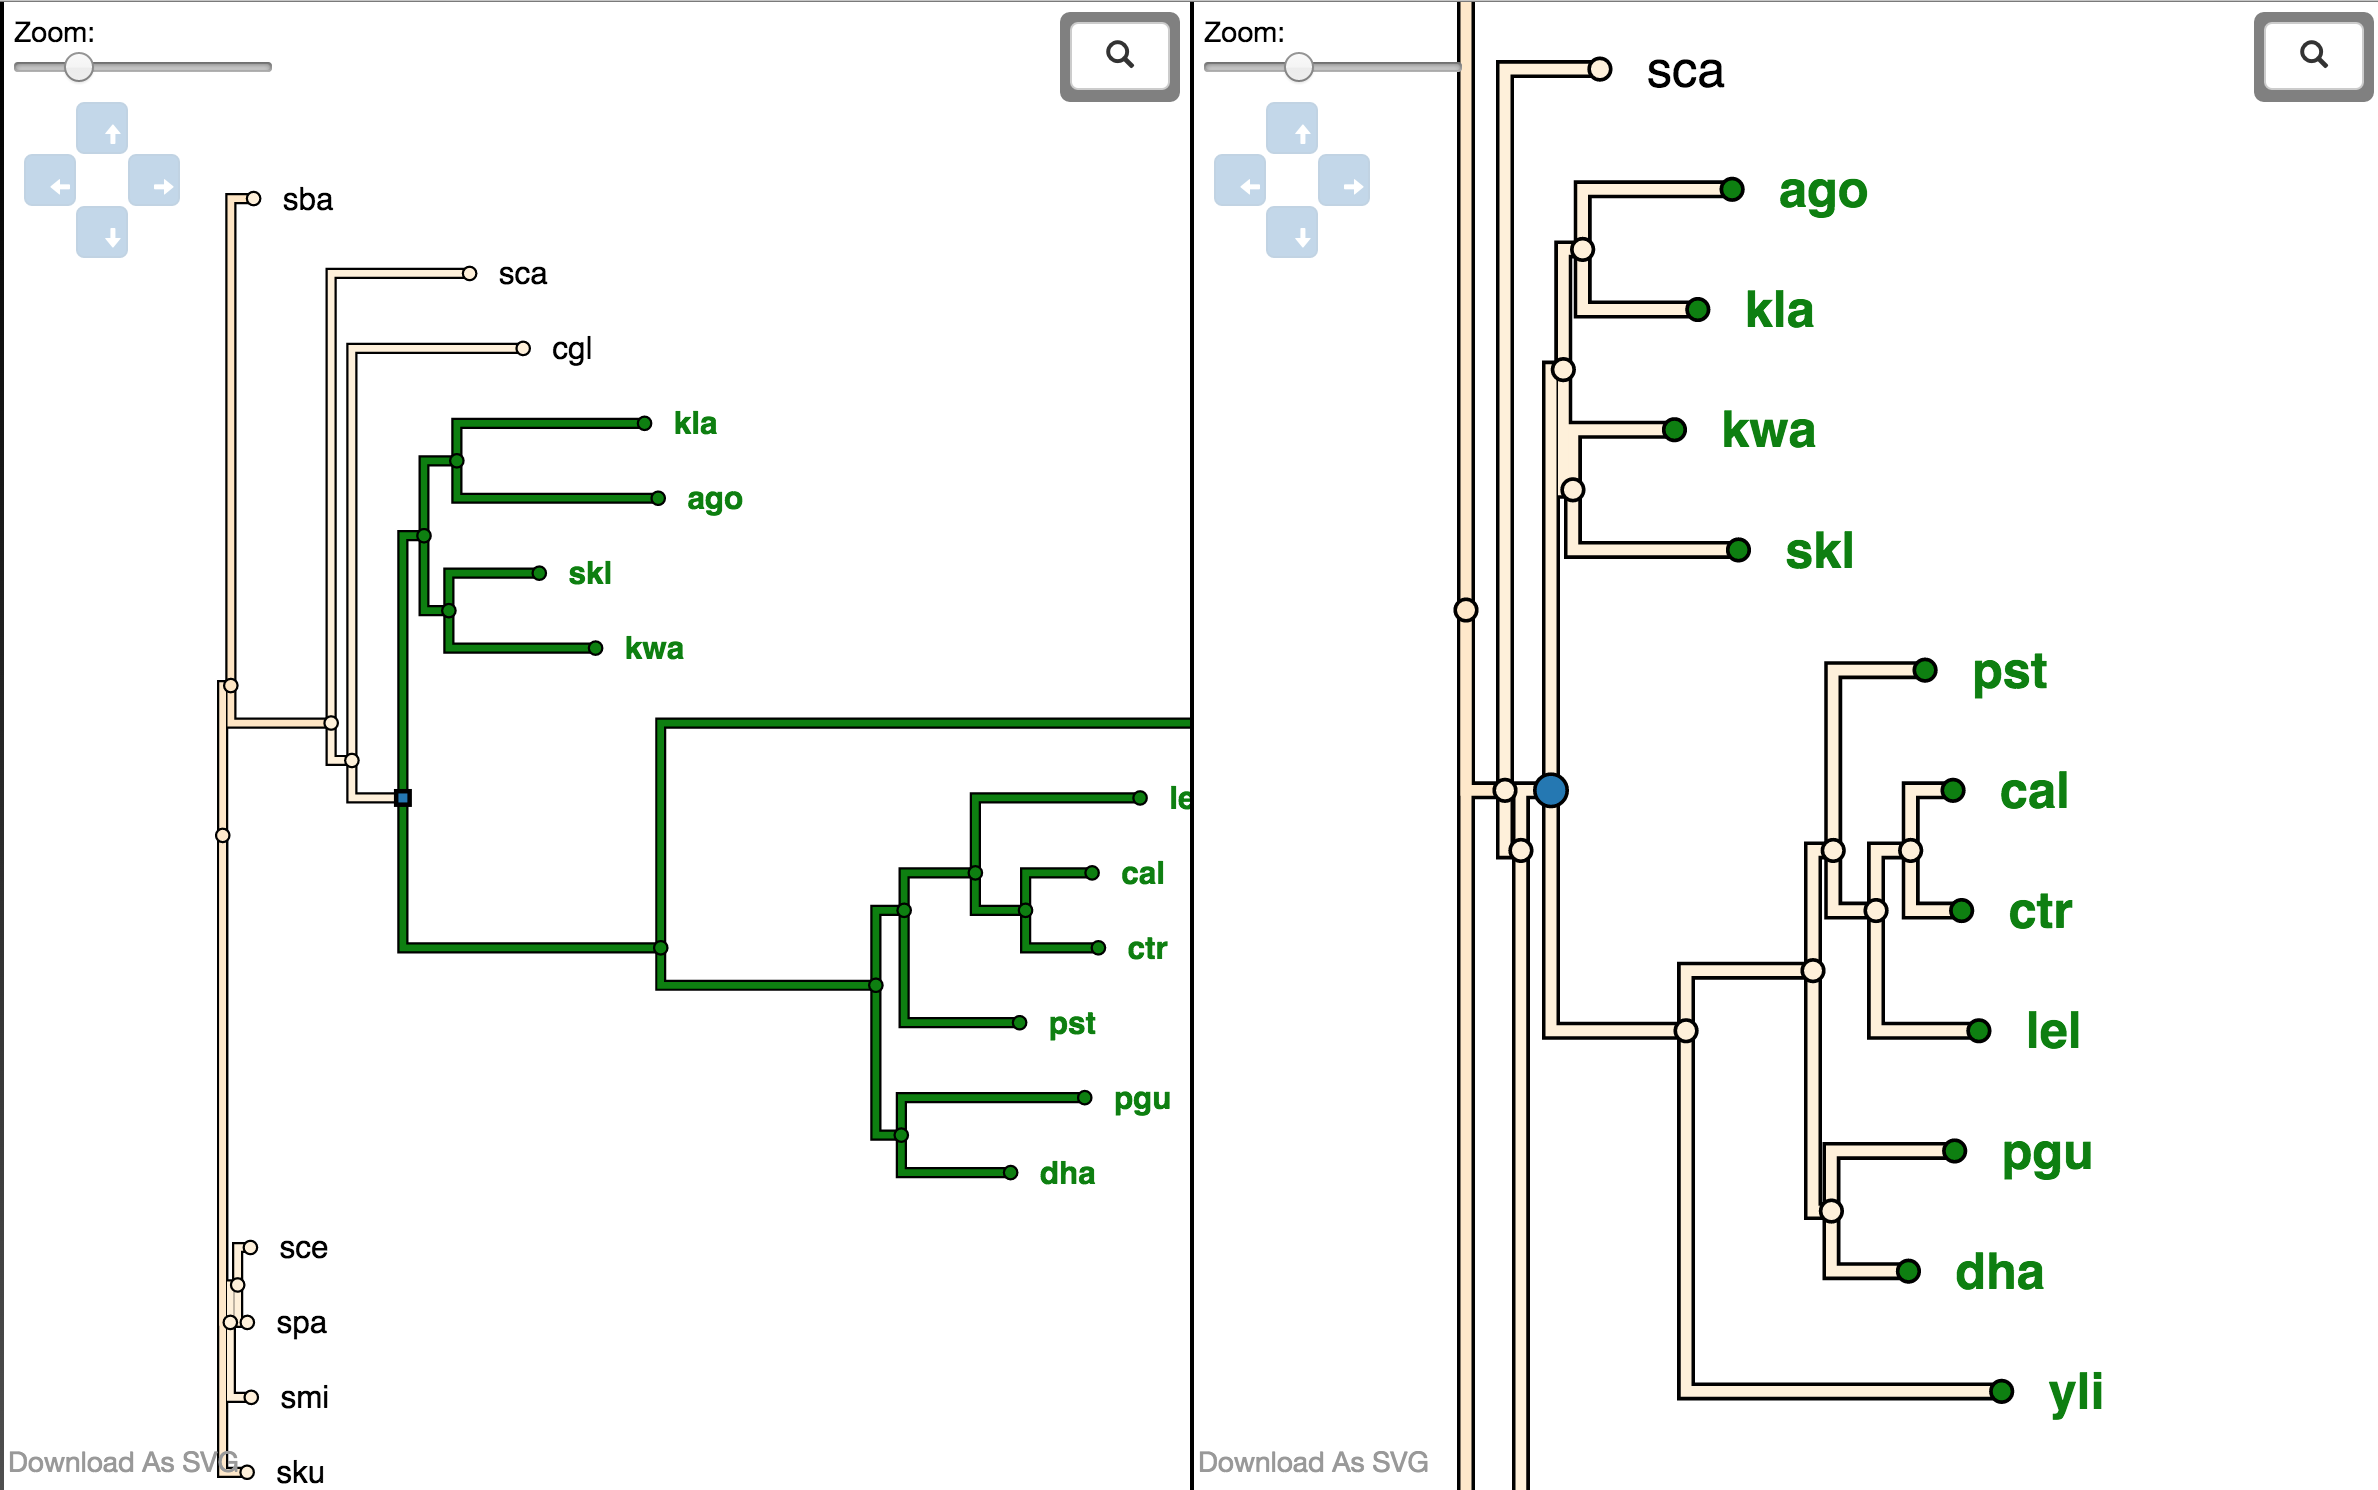 Zoom:
sba
sca
cgl
kla
ago
skl
kwa
le
cal
ctr
pst
pgu
dha
sce
spa
smi
sku
Download As SVG
Zoom:
sca
ago
kla
kwa
skl
pst
cal
ctr
lel
pgu
dha
yli
Download As SVG